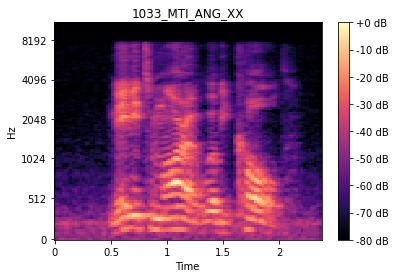 1033_MTI_ANG_XX
+0 dB
8192
-10 dB
4096
-20 dB
-30 dB
2048
Hz
-40 dB
1024
-50 dB
512
-60 dB
-70 dB
0
-80 dB
0
0.5
1
1.5
2
Time